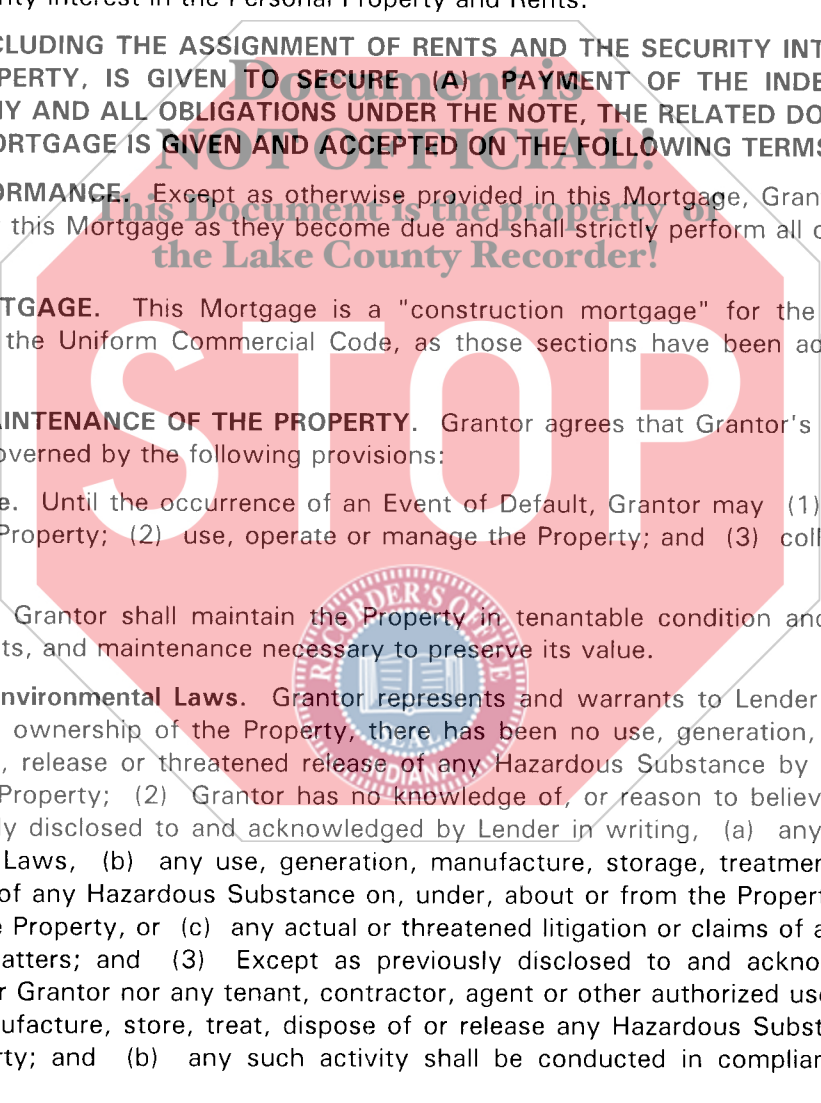 ity interest in the Personal Property and Rents.
CLUDING THE ASSIGNMENT OF RENTS AND THE SECURITY INT
PERTY, IS GIVEN TO SECURE (A) PAYMENT OF THE INDE
NY AND ALL OBLIGATIONS UNDER THE NOTE, THE RELATED DO
ORTGAGE IS GIVEN AND ACCEPTED ON THE FOLLOWING TERMS
Document is
NOT OFFICIAL!
This Document is the property of
the Lake County Recorder!
ORMANCE. Except as otherwise provided in this Mortgage, Gran
this Mortgage as they become due and shall strictly perform all o
TGAGE. This Mortgage is a "construction mortgage" for the
the Uniform Commercial Code, as those sections have been ad
STOP
AINTENANCE OF THE PROPERTY. Grantor agrees that Grantor's
overned by the following provisions:
e. Until the occurrence of an Event of Default, Grantor may (1)
Property; (2) use, operate or manage the Property; and (3) coll
Grantor shall maintain the Property in tenantable condition and
ts, and maintenance necessary to preserve its value.
RECORDER'S OFFICE
SEAL
INDIANA
nvironmental Laws. Grantor represents and warrants to Lender
ownership of the Property, there has been no use, generation,
, release or threatened release of any Hazardous Substance by
Property; (2) Grantor has no knowledge of, or reason to believ
ly disclosed to and acknowledged by Lender in writing, (a) any
Laws, (b) any use, generation, manufacture, storage, treatmen
of any Hazardous Substance on, under, about or from the Propert
e Property, or (c) any actual or threatened litigation or claims of a
atters; and (3) Except as previously disclosed to and ackno
r Grantor nor any tenant, contractor, agent or other authorized use
ufacture, store, treat, dispose of or release any Hazardous Subst
rty; and (b) any such activity shall be conducted in complian